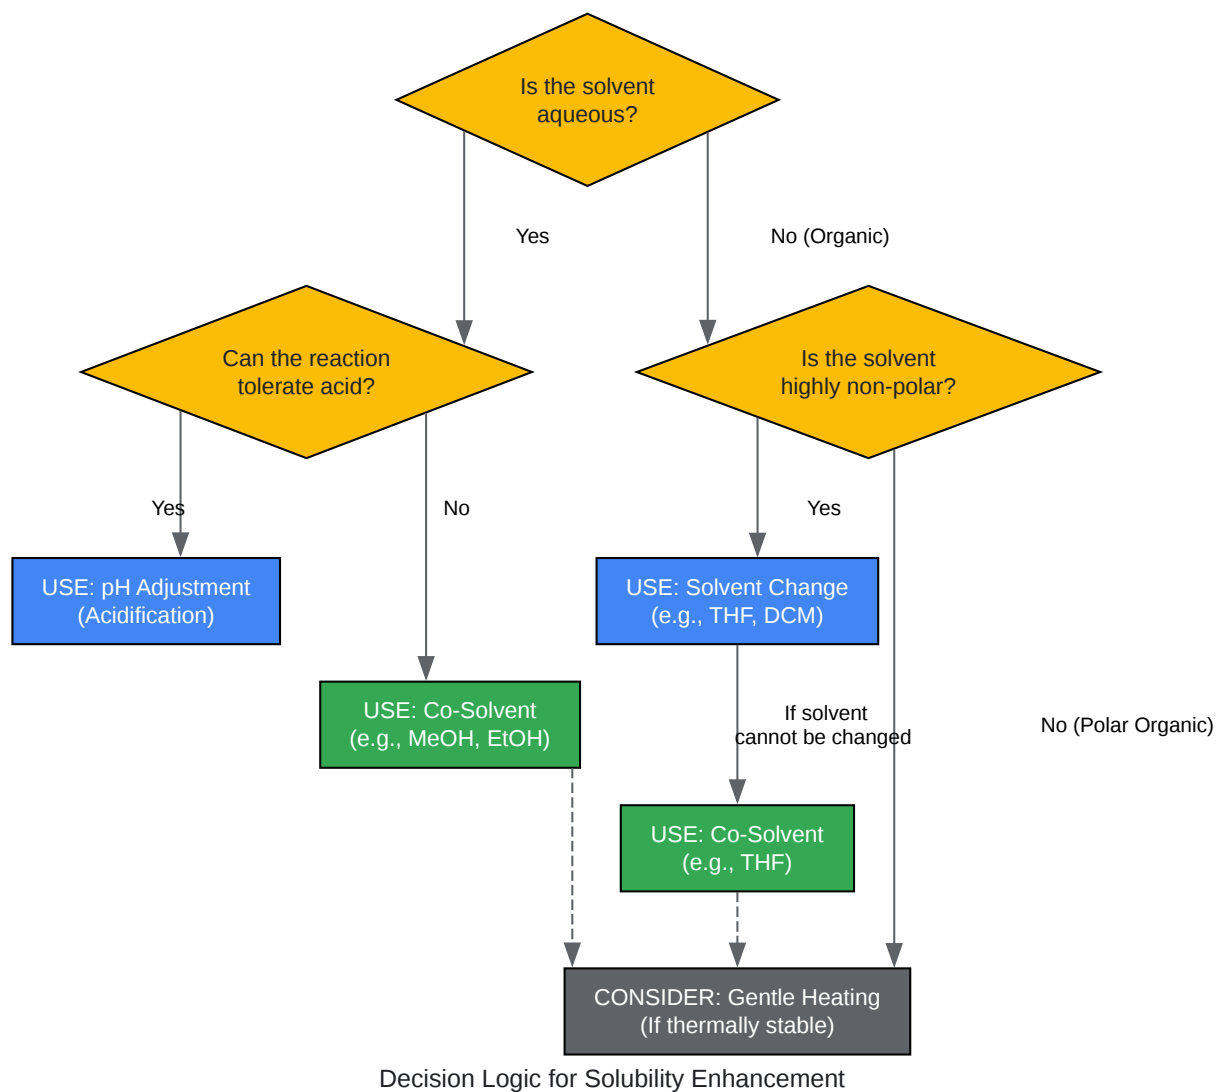 Is the solvent
aqueous?
Yes
No (Organic)
Can the reaction
tolerate acid?
Is the solvent
highly non-polar?
Yes
No
Yes
USE: pH Adjustment
(Acidification)
USE: Solvent Change
(e.g., THF, DCM)
USE: Co-Solvent
(e.g., MeOH, EtOH)
If solvent
cannot be changed
No (Polar Organic)
USE: Co-Solvent
(e.g., THF)
CONSIDER: Gentle Heating
(If thermally stable)
Decision Logic for Solubility Enhancement